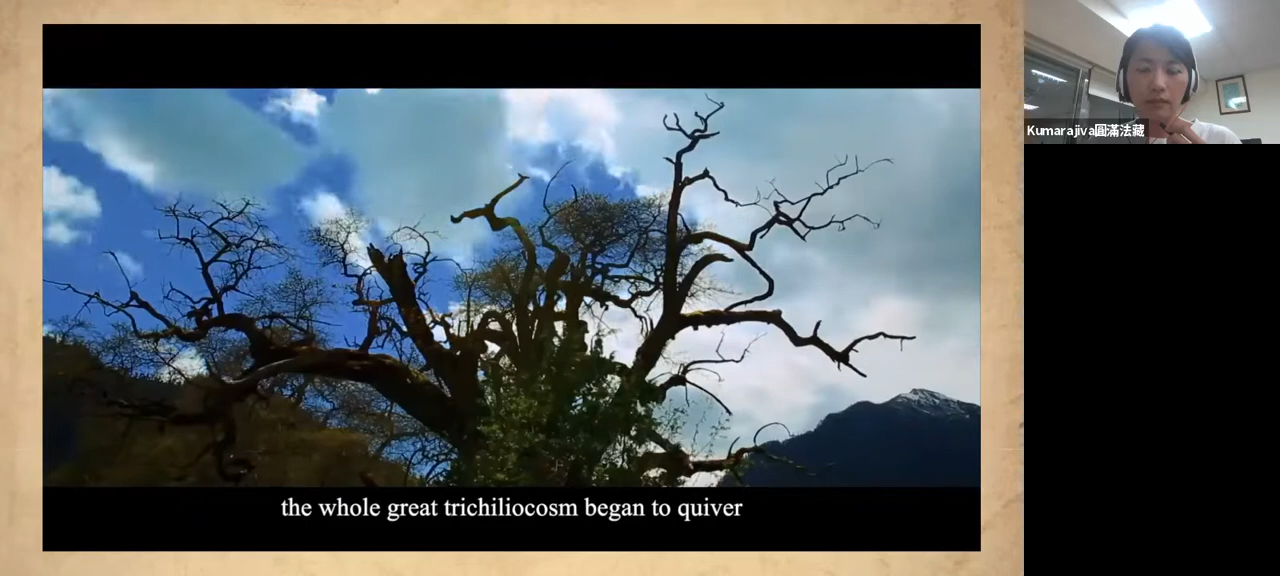 Kumarajiva圓滿法藏
the whole great trichiliocosm began to quiver